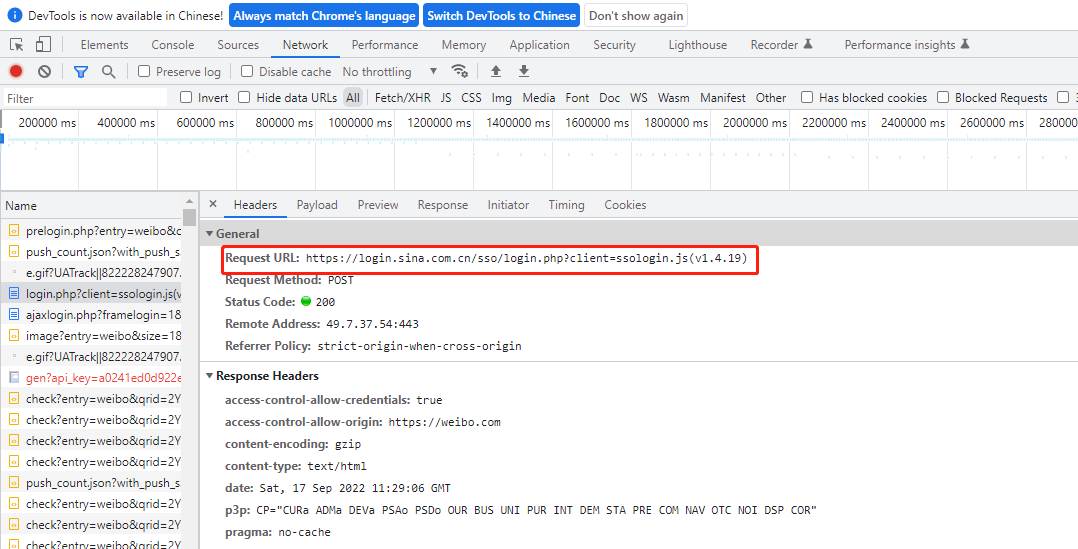 DevTools is now available in Chinese! Always match Chrome's language Switch DevTools to Chinese Don't show again
Elements Console Sources Network Performance Memory Application Security Lighthouse Recorder Performance insights
Preserve log Disable cache No throttling
Filter Invert Hide data URLs All Fetch/XHR JS CSS Img Media Font Doc WS Wasm Manifest Other Has blocked cookies Blocked Requests
200000 ms 400000 ms 600000 ms 800000 ms 1000000 ms 1200000 ms 1400000 ms 1600000 ms 1800000 ms 2000000 ms 2200000 ms 2400000 ms 2600000 ms 280000
Name
prelogin.php?entry=weibo&c
push_count.json?with_push_s
e.gif?UATrack||822228247907.
login.php?client=ssologin.js(v
ajaxlogin.php?framelogin=1&
image?entry=weibo&size=18
e.gif?UATrack||822228247907.
gen?api_key=a0241ed0d922e
check?entry=weibo&qrid=2Y
check?entry=weibo&qrid=2Y
check?entry=weibo&qrid=2Y
check?entry=weibo&qrid=2Y
push_count.json?with_push_s
check?entry=weibo&qrid=2Y
check?entry=weibo&qrid=2Y
check?entry=weibo&qrid=2Y
Headers Payload Preview Response Initiator Timing Cookies
General
Request URL: https://login.sina.com.cn/sso/login.php?client=ssologin.js(v1.4.19)
Request Method: POST
Status Code: 200
Remote Address: 49.7.37.54:443
Referrer Policy: strict-origin-when-cross-origin
Response Headers
access-control-allow-credentials: true
access-control-allow-origin: https://weibo.com
content-encoding: gzip
content-type: text/html
date: Sat, 17 Sep 2022 11:29:06 GMT
p3p: CP="CURa ADMa DEVa PSAo PSDo OUR BUS UNI PUR INT DEM STA PRE COM NAV OTC NOI DSP COR"
pragma: no-cache